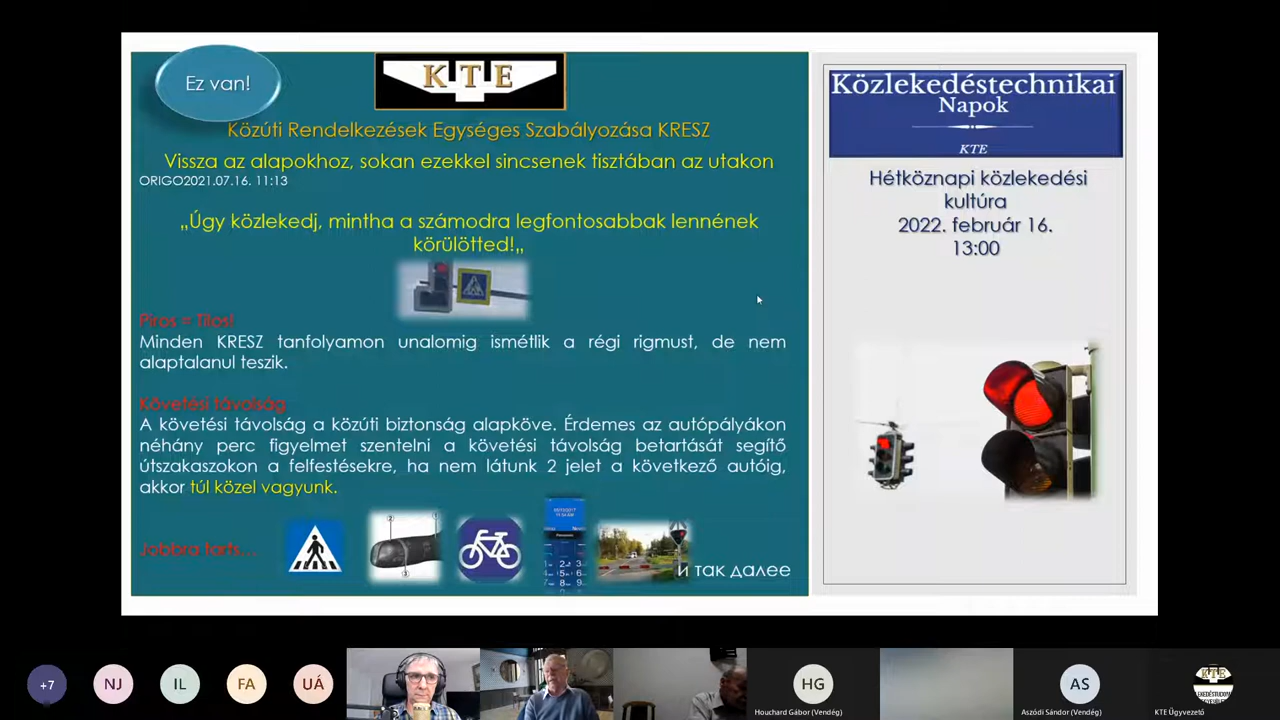 Ez van!
KTE
Közúti Rendelkezések Egységes Szabályozása KRESZ
Vissza az alapokhoz, sokan ezekkel sincsenek tisztában az utakon
ORIGO2021.07.16. 11:13
„Úgy közlekedj, mintha a számodra legfontosabbak lennének
körülötted!„
Piros = Tilos!
Minden KRESZ tanfolyamon unalomig ismétlik a régi rigmust, de nem
alaptalanul teszik.
Követési távolság
A követési távolság a közúti biztonság alapköve. Érdemes az autópályákon
néhány perc figyelmet szentelni a követési távolság betartását segítő
útszakaszokon a felfestésekre, ha nem látunk 2 jelet a következő autóig,
akkor túl közel vagyunk.
Jobbra tarts...
и так далее
Közlekedéstechnikai
Napok
KTE
Hétköznapi közlekedési
kultúra
2022. február 16.
13:00
+7
NJ
IL
FA
UÁ
HG
Houchard Gábor (Vendég)
AS
Aszódi Sándor (Vendég)
KTE
KTE Ügyvezető